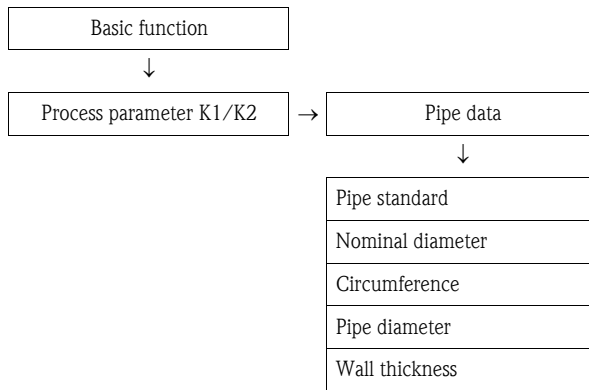 Basic function
↓
Process parameter K1/K2 → Pipe data
↓
Pipe standard
Nominal diameter
Circumference
Pipe diameter
Wall thickness